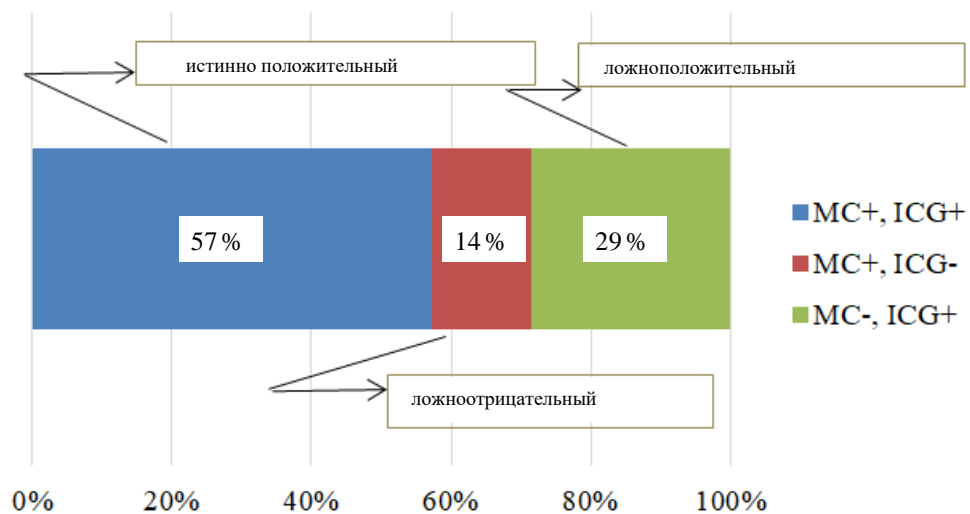 истинно положительный
ложноположительный
57 %
14 %
29 %
MC+, ICG+
MC+, ICG-
MC-, ICG+
ложноотрицательный
0%
20%
40%
60%
80%
100%